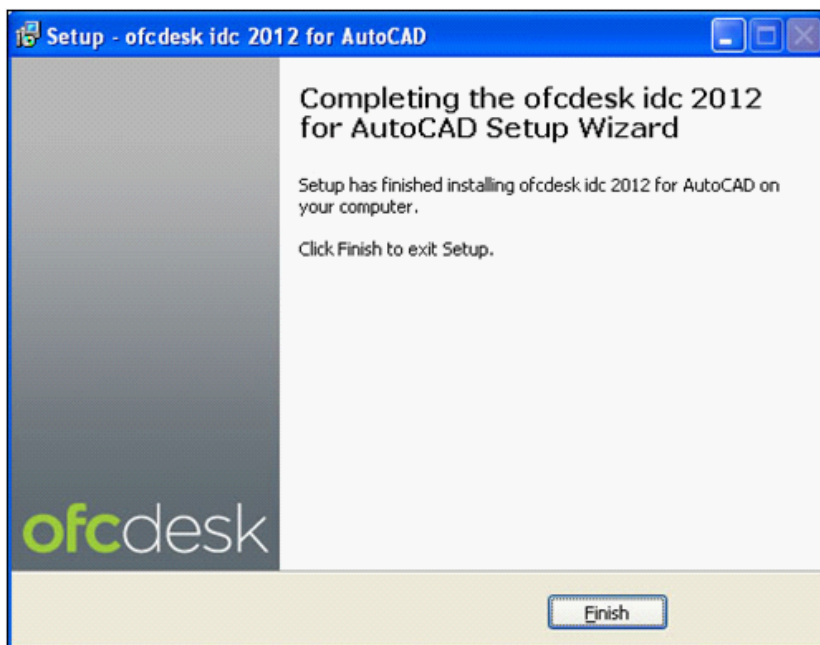 Setup - ofcdesk idc 2012 for AutoCAD
Completing the ofcdesk idc 2012
for AutoCAD Setup Wizard
Setup has finished installing ofcdesk idc 2012 for AutoCAD on
your computer.
Click Finish to exit Setup.
ofcdesk
Finish